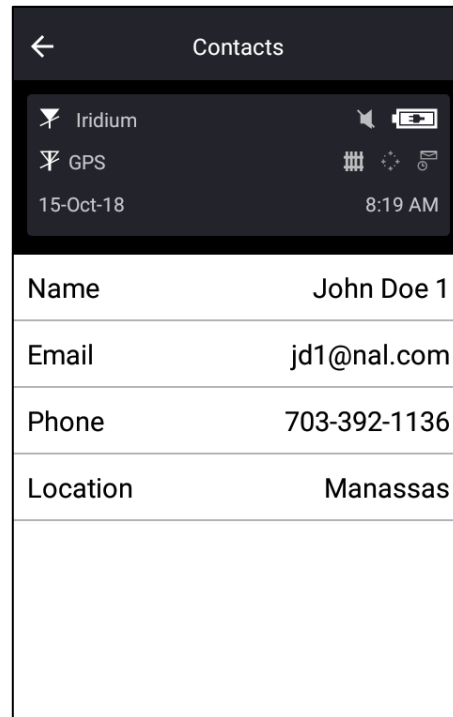 Contacts
Iridium
GPS
15-Oct-18 8:19 AM
Name John Doe 1
Email jd1@nal.com
Phone 703-392-1136
Location Manassas